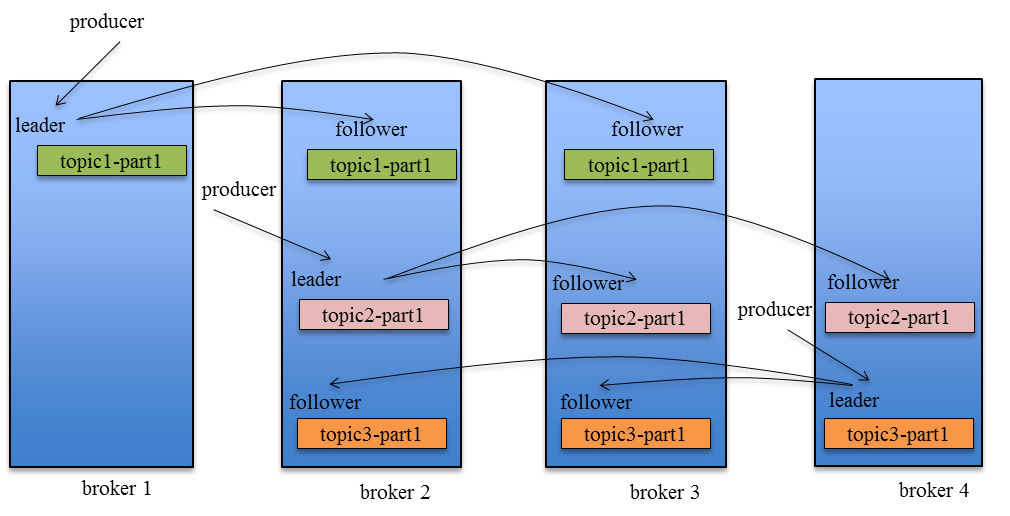 producer
leader
follower
follower
topic1-part1
topic1-part1
topic1-part1
producer
leader
follower
follower
topic2-part1
topic2-part1
topic2-part1
producer
follower
follower
leader
topic3-part1
topic3-part1
topic3-part1
broker 1
broker 2
broker 3
broker 4